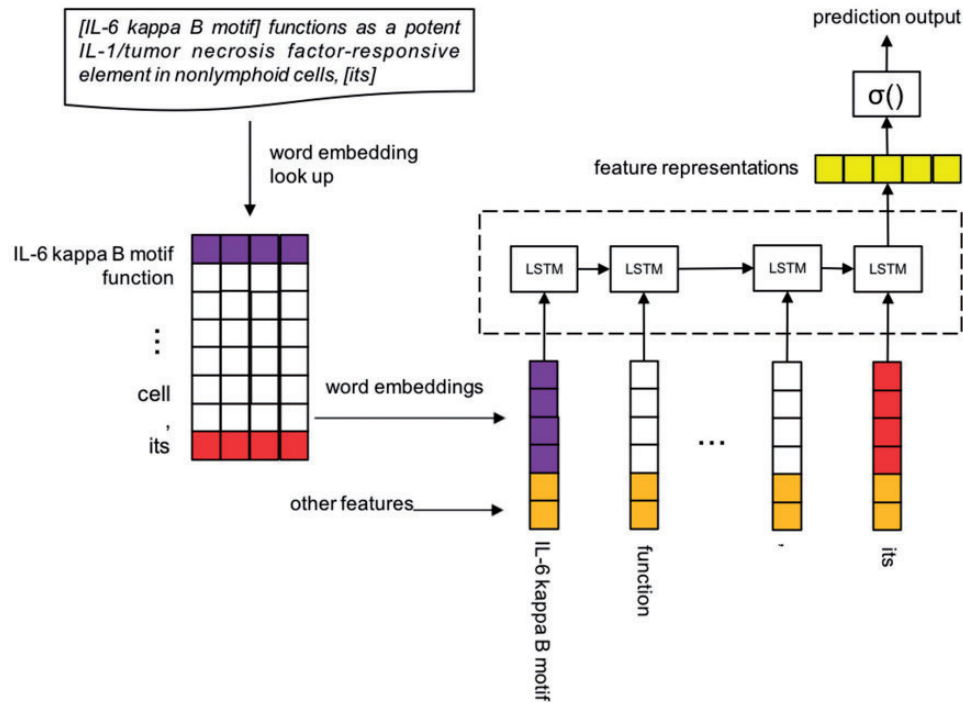 [IL-6 kappa B motif] functions as a potent
IL-1/tumor necrosis factor-responsive
element in nonlymphoid cells, [its]
prediction output
σ()
word embedding
look up
feature representations
IL-6 kappa B motif
function
LSTM
LSTM
LSTM
LSTM
...
cell
,
its
word embeddings
...
other features
IL-6 kappa B motif
function
,
its